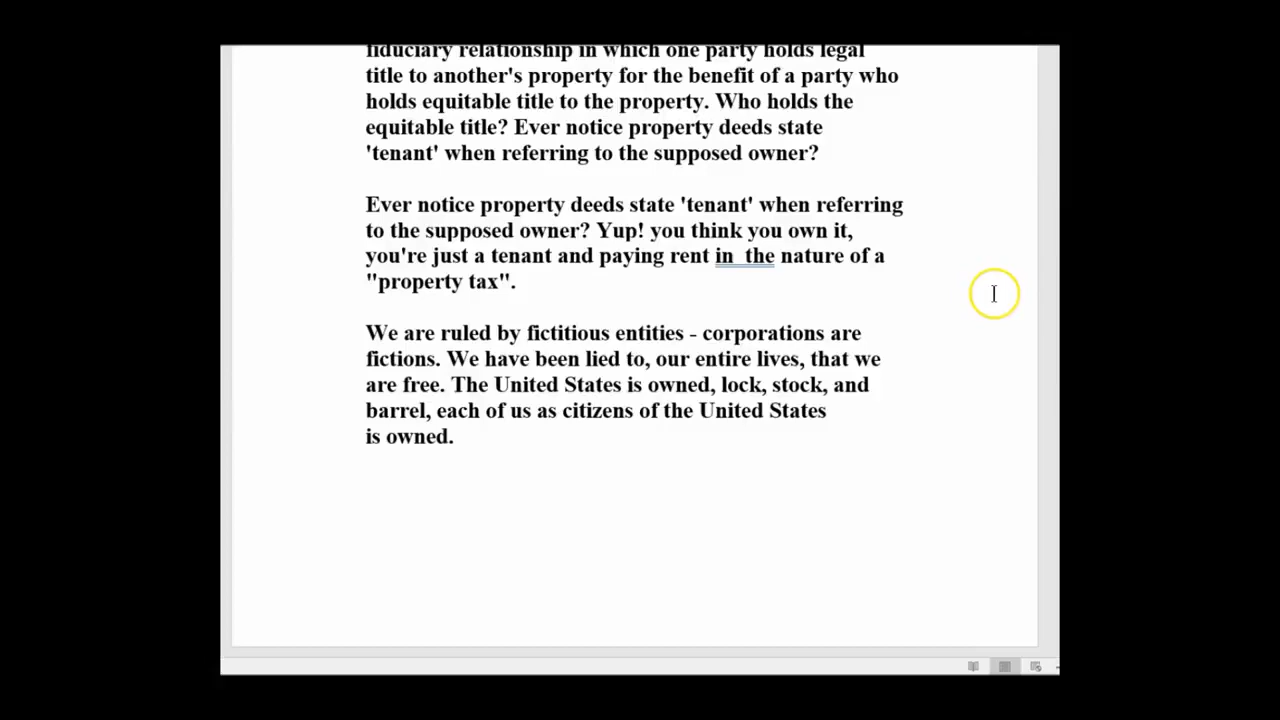 fiduciary relationship in which one party holds legal
title to another's property for the benefit of a party who
holds equitable title to the property. Who holds the
equitable title? Ever notice property deeds state
'tenant' when referring to the supposed owner?
Ever notice property deeds state 'tenant' when referring
to the supposed owner? Yup! you think you own it,
you're just a tenant and paying rent in  the nature of a
"property tax".
We are ruled by fictitious entities - corporations are
fictions. We have been lied to, our entire lives, that we
are free. The United States is owned, lock, stock, and
barrel, each of us as citizens of the United States
is owned.